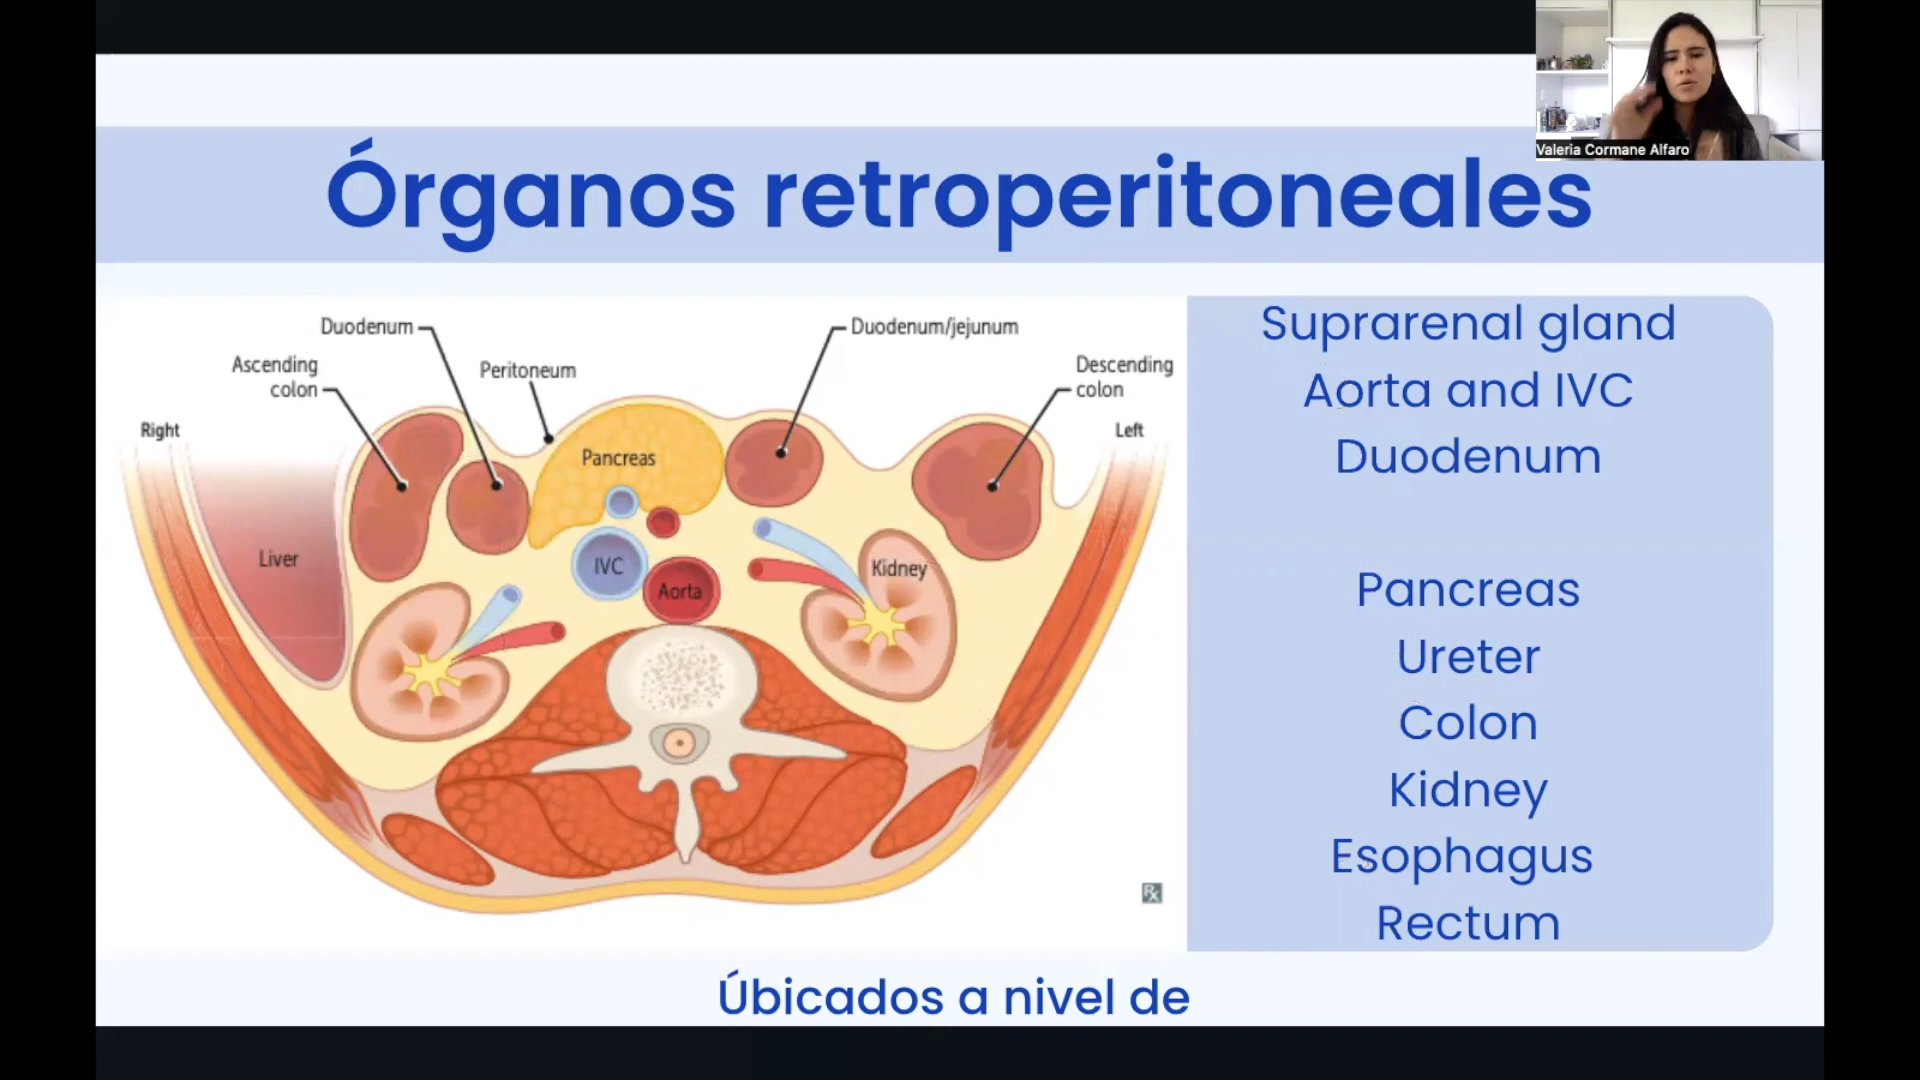 Valeria Cormane Alfaro
Órganos retroperitoneales
Duodenum
Duodenum/jejunum
Ascending
colon
Peritoneum
Descending
colon
Right
Left
Pancreas
Liver
IVC
Aorta
Kidney
Rx
Suprarenal gland
Aorta and IVC
Duodenum
Pancreas
Ureter
Colon
Kidney
Esophagus
Rectum
Úbicados a nivel de